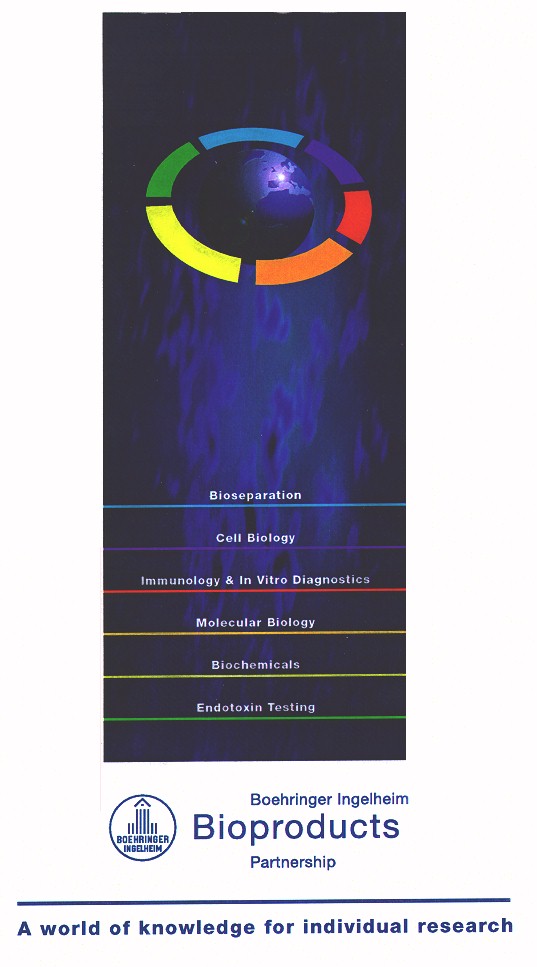 Bioseparation
Cell Biology
Immunology & In Vitro Diagnostics
Molecular Biology
Biochemicals
Endotoxin Testing
Boehringer Ingelheim
BOEHRINGER
INGELHEIM
Bioproducts
Partnership
A world of knowledge for individual research